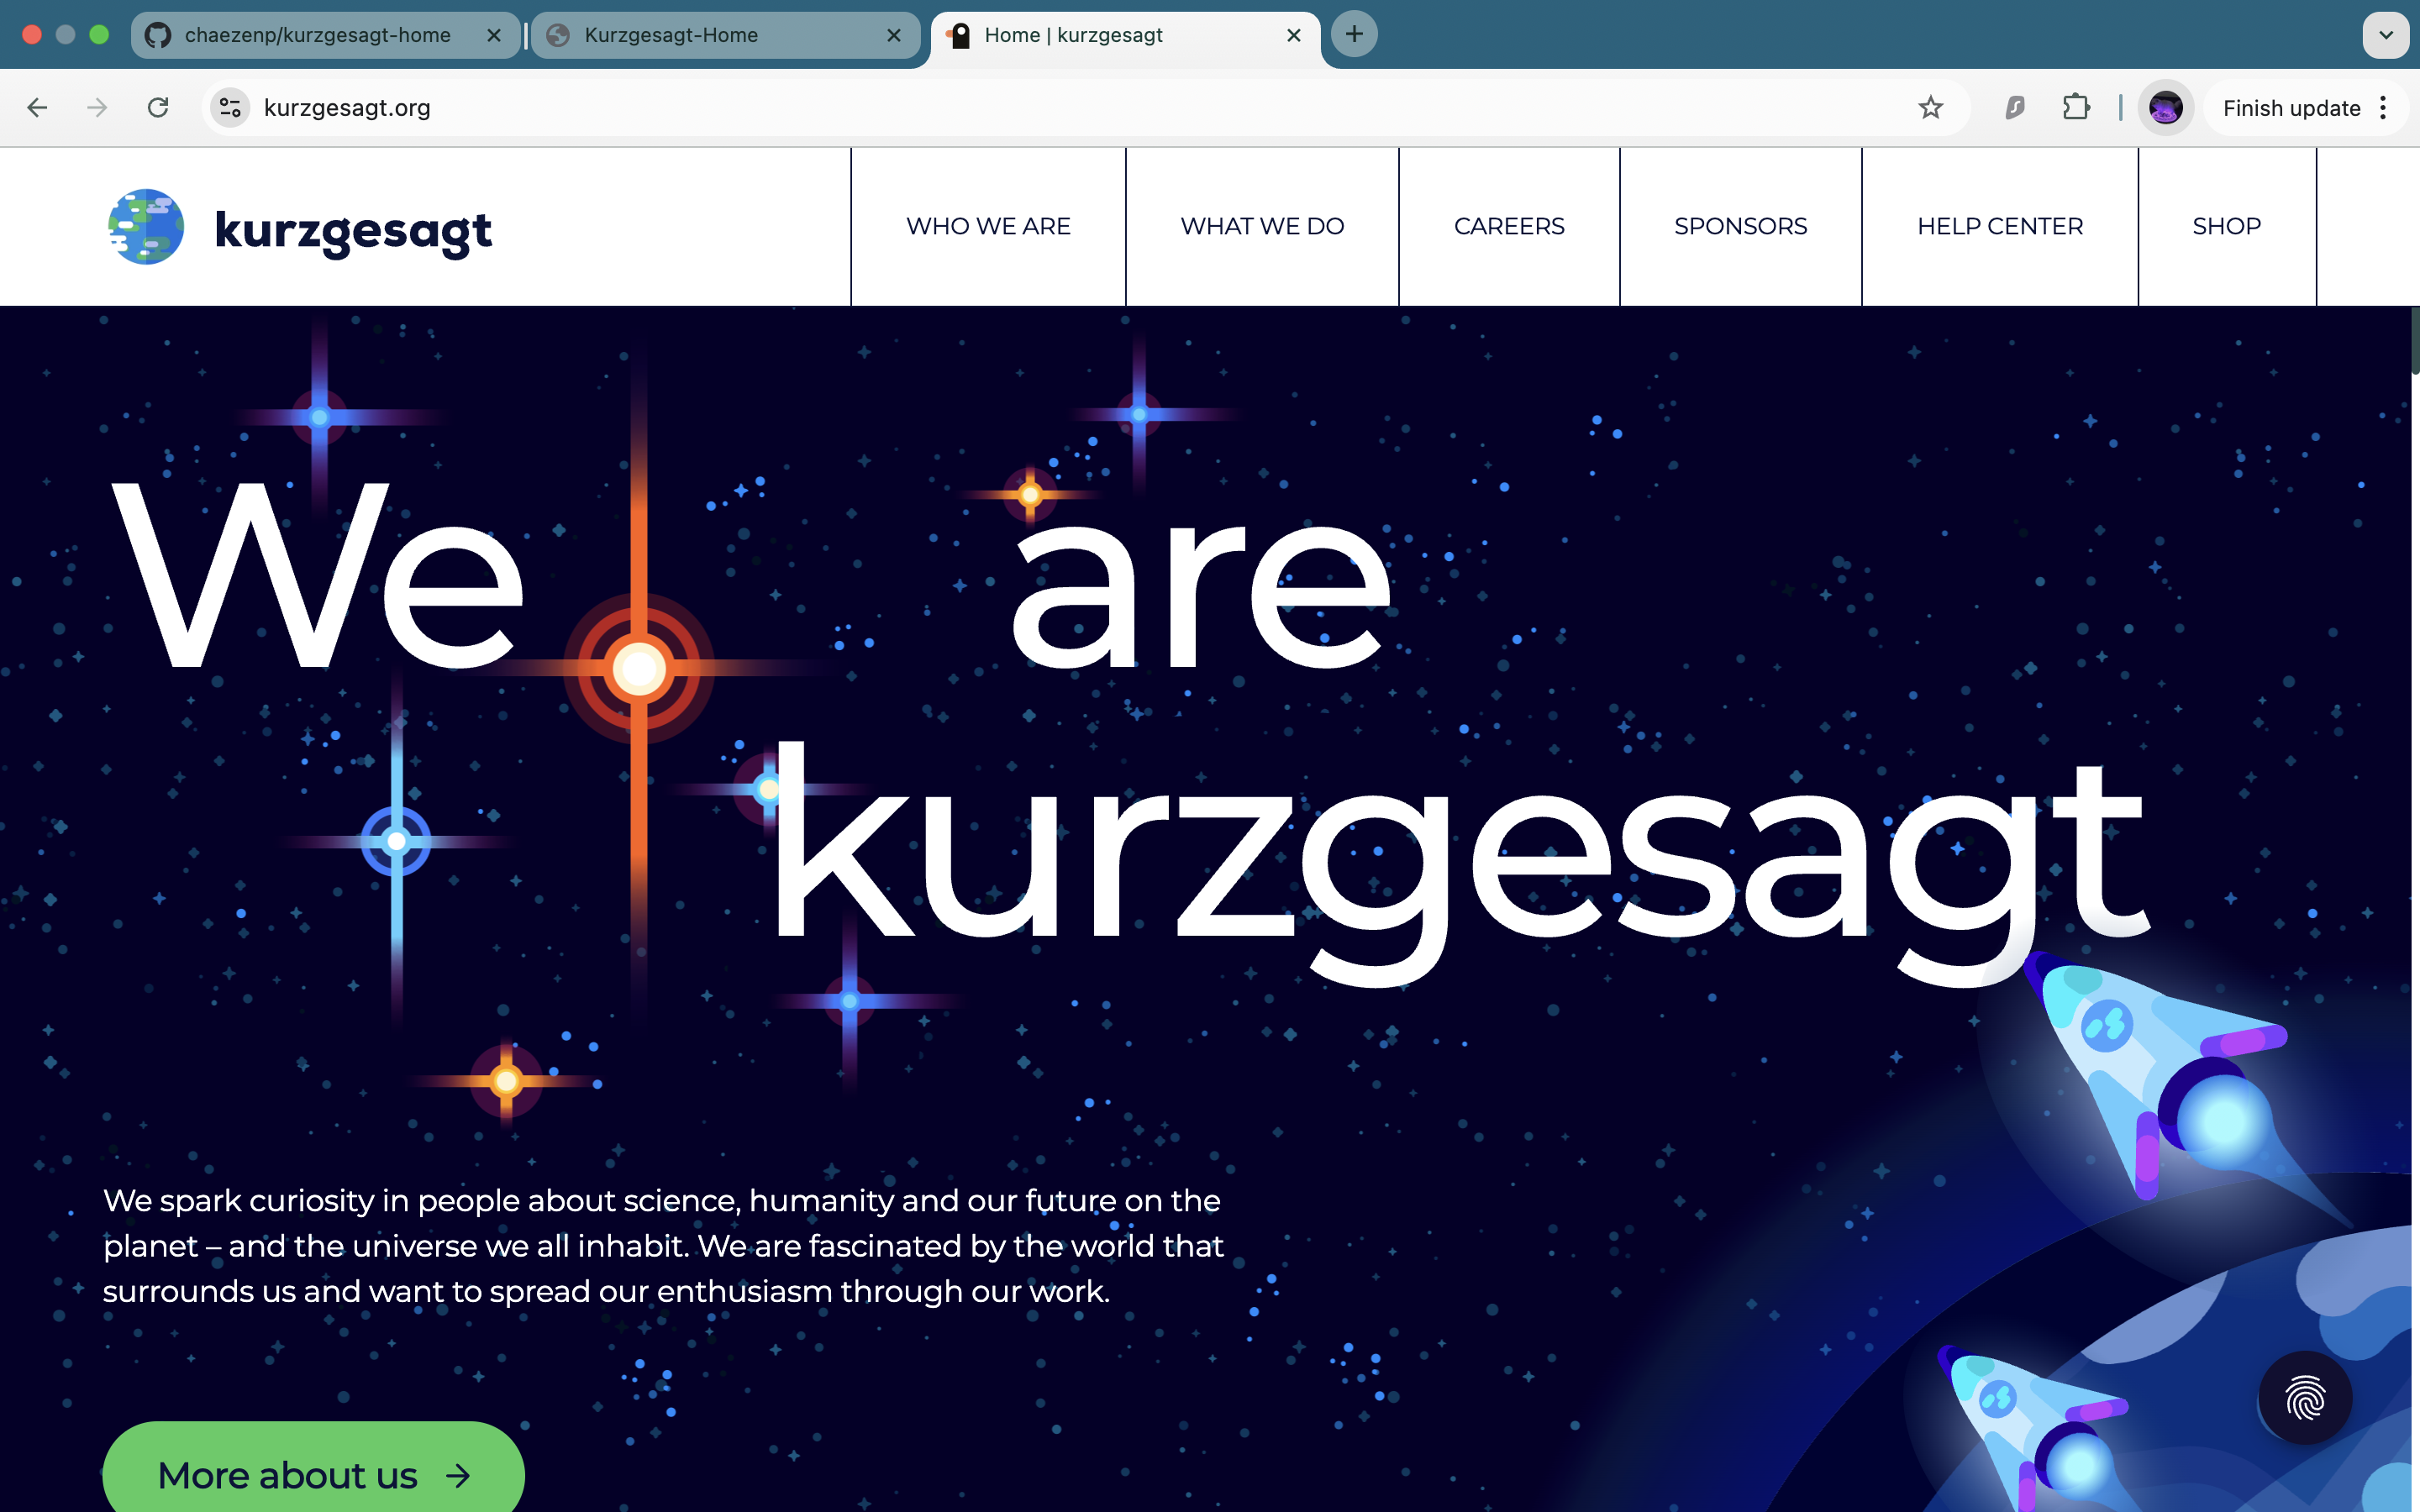 chaezenp/kurzgesagt-home
Kurzgesagt-Home
Home | kurzgesagt
kurzgesagt.org
Finish update
kurzgesagt
WHO WE ARE
WHAT WE DO
CAREERS
SPONSORS
HELP CENTER
SHOP
We are
kurzgesagt
We spark curiosity in people about science, humanity and our future on the
planet – and the universe we all inhabit. We are fascinated by the world that
surrounds us and want to spread our enthusiasm through our work.
More about us